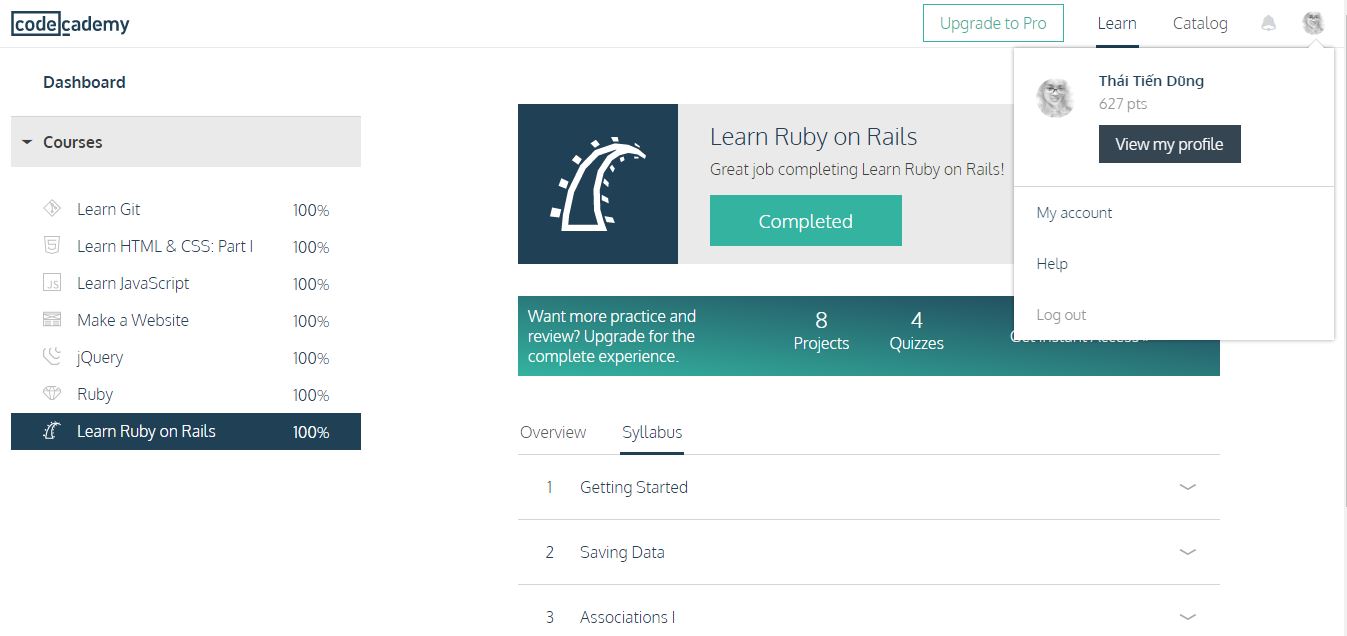 codecademy
Upgrade to Pro
Learn
Catalog
Thái Tiến Dũng
627 pts
View my profile
My account
Help
Log out
Dashboard
Courses
Learn Git 100%
Learn HTML & CSS: Part I 100%
JS Learn JavaScript 100%
Make a Website 100%
jQuery 100%
Ruby 100%
Learn Ruby on Rails 100%
Learn Ruby on Rails
Great job completing Learn Ruby on Rails!
Completed
Want more practice and
review? Upgrade for the
complete experience.
8
Projects
4
Quizzes
Get Instant Access
Overview
Syllabus
1 Getting Started
2 Saving Data
3 Associations I